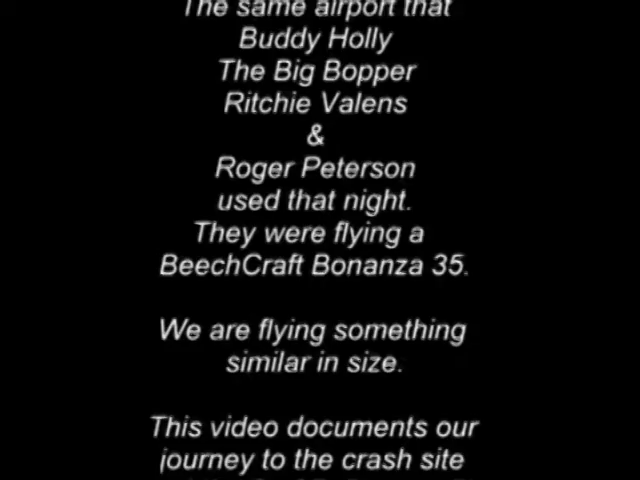 The same airport that
Buddy Holly
The Big Bopper
Ritchie Valens
&
Roger Peterson
used that night.
They were flying a
BeechCraft Bonanza 35.
We are flying something
similar in size.
This video documents our
journey to the crash site